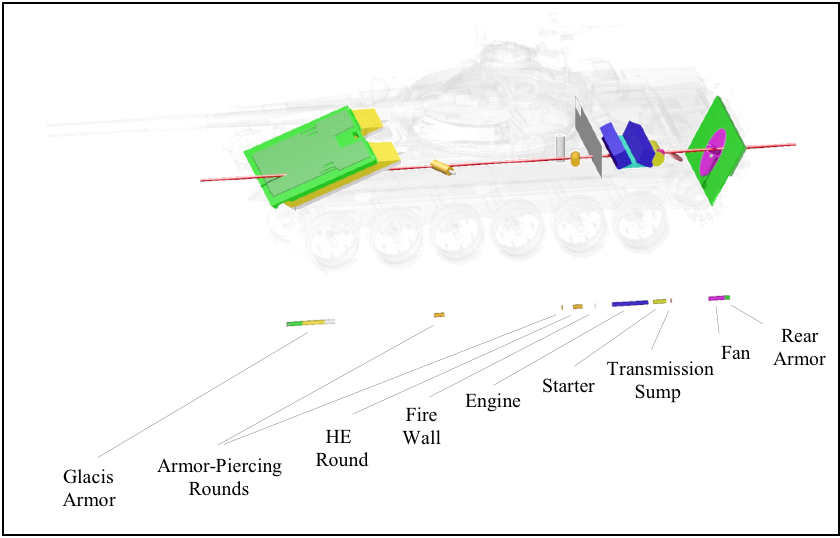 Glacis
Armor
Armor-Piercing
Rounds
HE
Round
Fire
Wall
Engine
Starter
Transmission
Sump
Fan
Rear
Armor